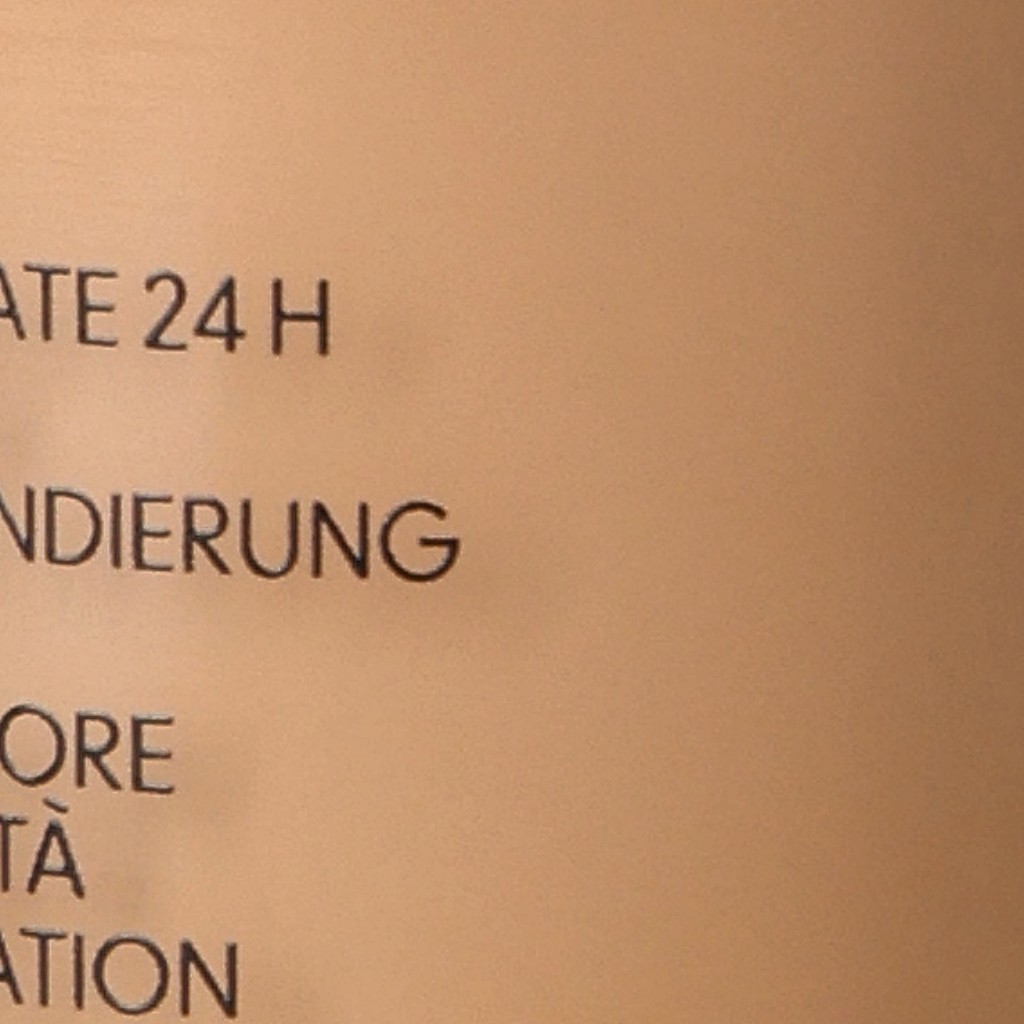 ATE 24 H
NDIERUNG
ORE
TÀ
ATION